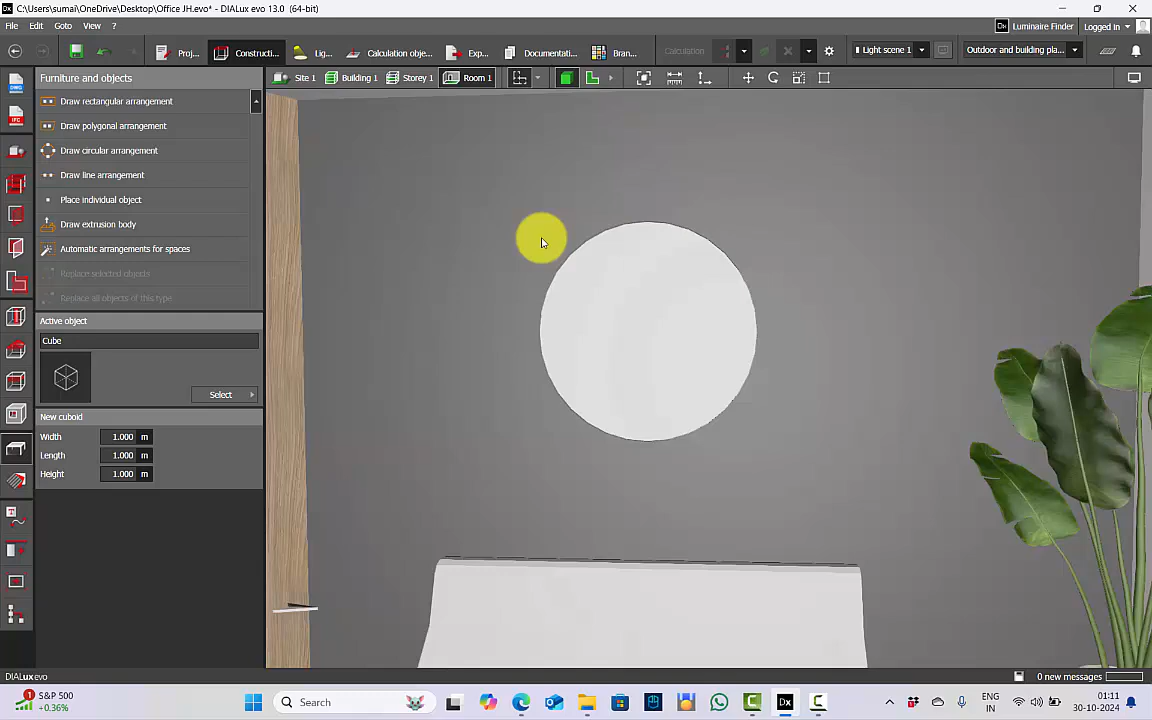 C:\Users\sumai\OneDrive\Desktop\Office JH.evo* - DIALux evo 13.0 (64-bit)
File Edit Goto View ?
Luminaire Finder Logged in
Proj... Constructi... Lig... Calculation obje... Exp... Documentati... Bran... Calculation Light scene 1 Outdoor and building pla...
Furniture and objects
Site 1 Building 1 Storey 1 Room 1
Draw rectangular arrangement
Draw polygonal arrangement
Draw circular arrangement
Draw line arrangement
Place individual object
Draw extrusion body
Automatic arrangements for spaces
Replace selected objects
Replace all objects of this type
Active object
Cube
Select
New cuboid
Width 1.000 m
Length 1.000 m
Height 1.000 m
DIALux evo
0 new messages
S&P 500
+0.36%
1
Search
ENG
IN
01:11
30-10-2024